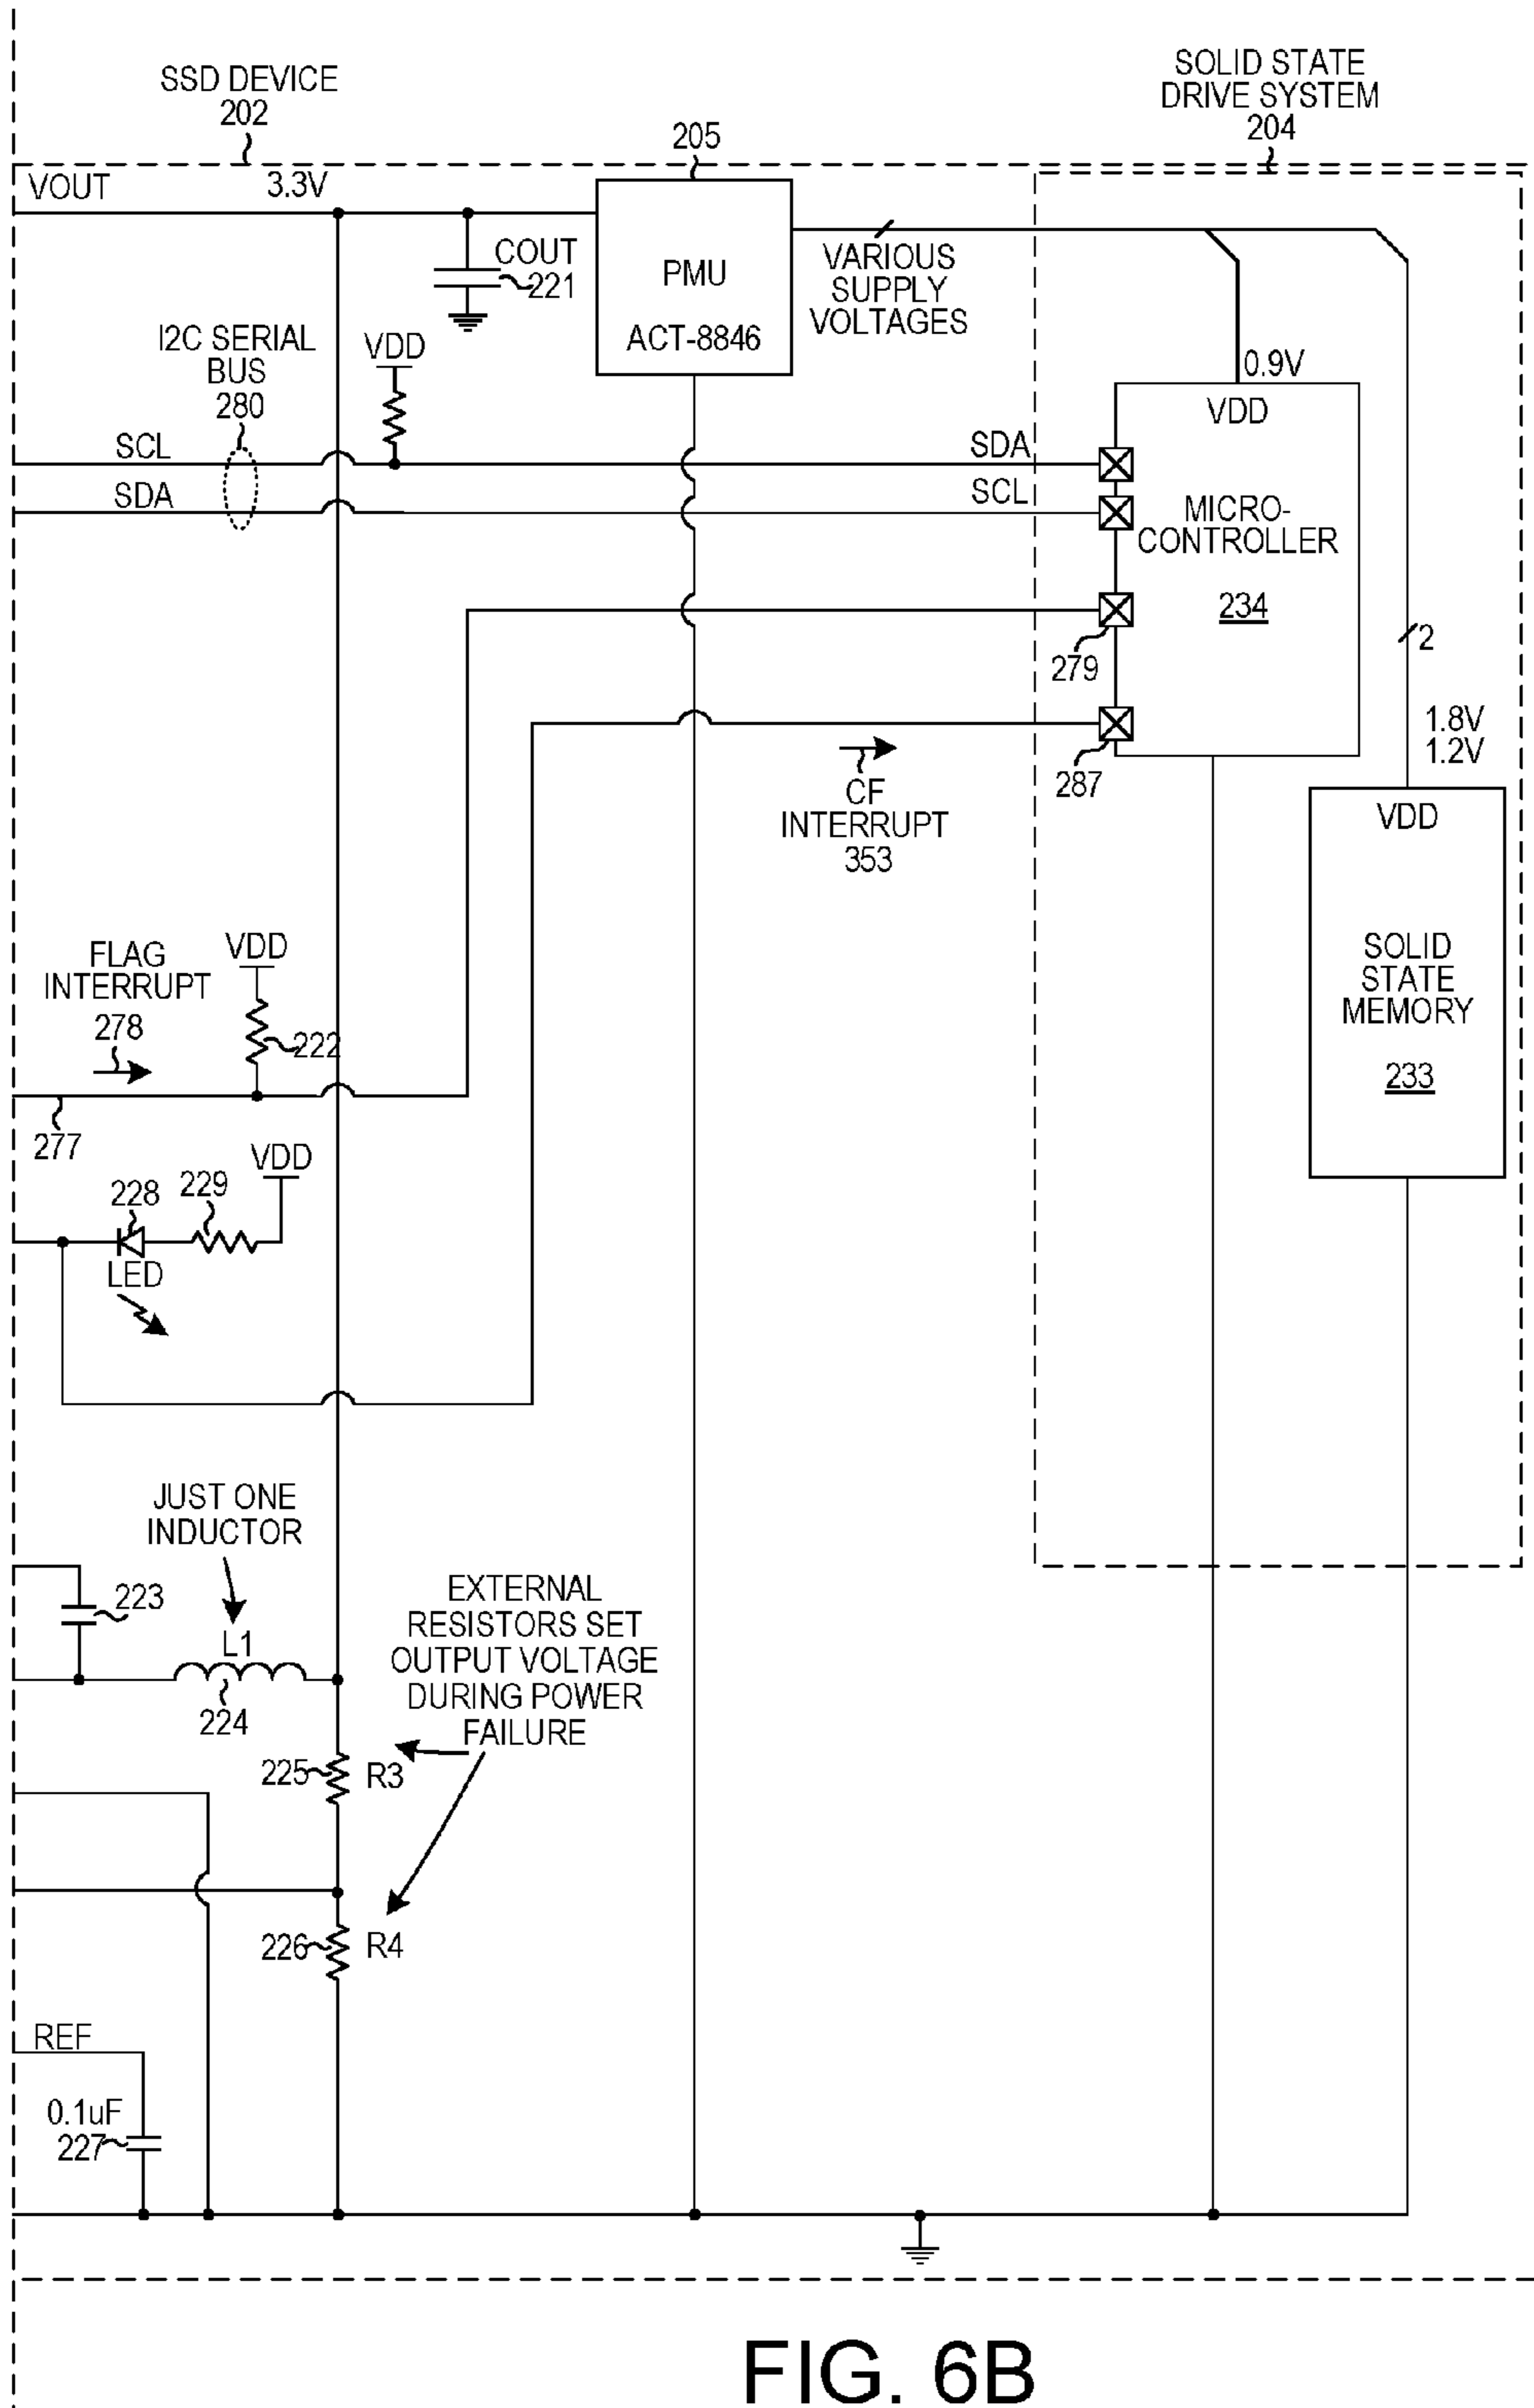 SSD DEVICE
202
SOLID STATE
DRIVE SYSTEM
204
205
VOUT
3.3V
COUT
221
PMU
ACT-8846
VARIOUS
SUPPLY
VOLTAGES
I2C SERIAL
BUS
280
VDD
0.9V
VDD
SCL
SDA
SDA
SCL
MICRO-
CONTROLLER
234
279
287
2
1.8V
1.2V
CF
INTERRUPT
353
VDD
SOLID
STATE
MEMORY
233
FLAG
INTERRUPT
278
VDD
222
277
VDD
228
229
LED
JUST ONE
INDUCTOR
223
L1
224
EXTERNAL
RESISTORS SET
OUTPUT VOLTAGE
DURING POWER
FAILURE
225
R3
226
R4
REF
0.1uF
227
FIG. 6B